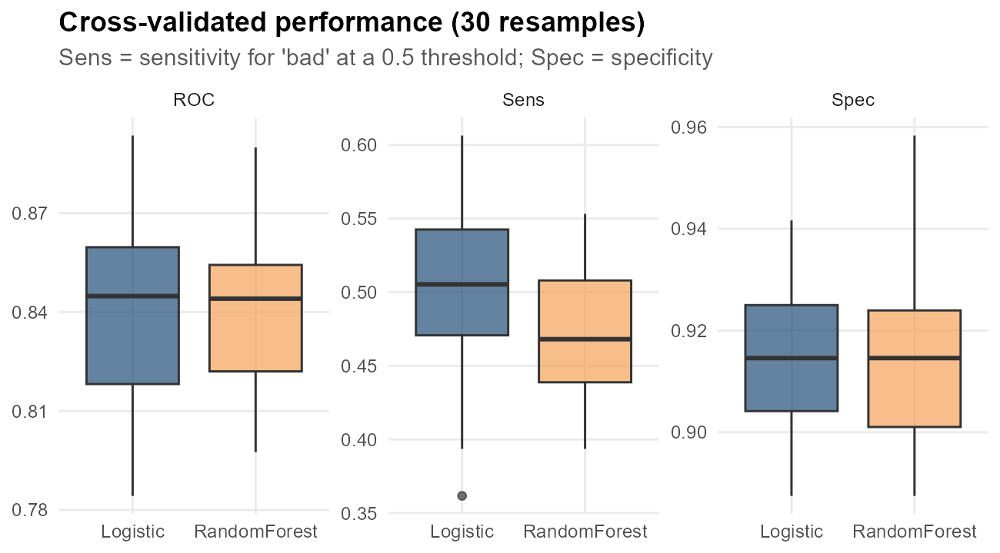 Cross-validated performance (30 resamples)
Sens = sensitivity for 'bad' at a 0.5 threshold; Spec = specificity
ROC
0.87
0.84
0.81
0.78
Logistic
RandomForest
Sens
0.60
0.55
0.50
0.45
0.40
0.35
Logistic
RandomForest
Spec
0.96
0.94
0.92
0.90
Logistic
RandomForest